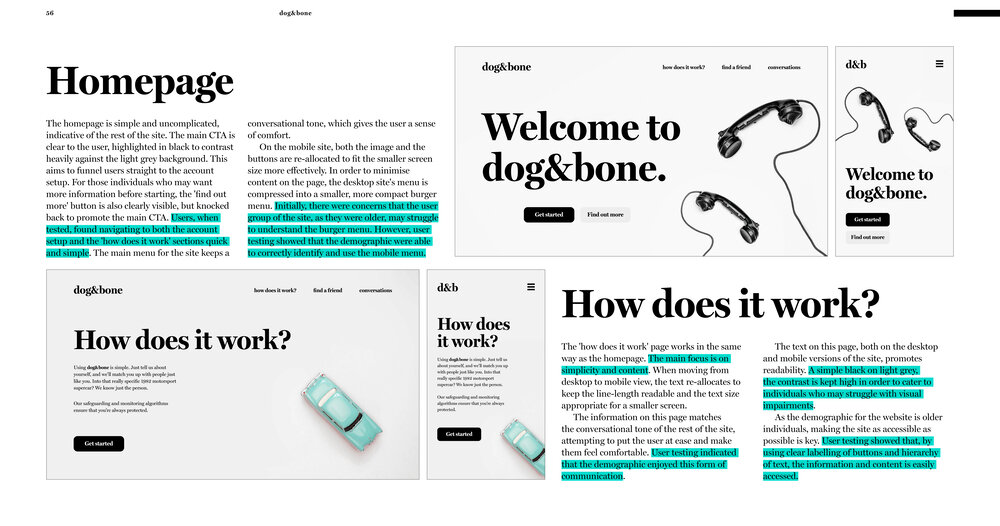 56
dog&bone
Homepage
The homepage is simple and uncomplicated,
indicative of the rest of the site. The main CTA is
clear to the user, highlighted in black to contrast
heavily against the light grey background. This
aims to funnel users straight to the account
setup. For those individuals who may want
more information before starting, the 'find out
more' button is also clearly visible, but knocked
back to promote the main CTA. Users, when
tested, found navigating to both the account
setup and the 'how does it work' sections quick
and simple. The main menu for the site keeps a
conversational tone, which gives the user a sense
of comfort.
On the mobile site, both the image and the
buttons are re-allocated to fit the smaller screen
size more effectively. In order to minimise
content on the page, the desktop site's menu is
compressed into a smaller, more compact burger
menu. Initially, there were concerns that the user
group of the site, as they were older, may struggle
to understand the burger menu. However, user
testing showed that the demographic were able
to correctly identify and use the mobile menu.
dog&bone
how does it work?
find a friend
conversations
Welcome to
dog&bone.
Get started
Find out more
d&b
Welcome to
dog&bone.
Get started
Find out more
dog&bone
how does it work?
find a friend
conversations
How does it work?
Using dog&bone is simple. Just tell us about
yourself, and we'll match you up with people just
like you. Into that really specific 1982 motorsport
supercar? We know just the person.
Our safeguarding and monitoring algorithms
ensure that you're always protected.
Get started
d&b
How does
it work?
Using dog&bone is simple. Just tell us
about yourself, and we'll match you up
with people just like you. Into that
really specific 1982 motorsport
supercar? We know just the person.
Our safeguarding and monitoring
algorithms ensure that you're always
protected.
Get started
How does it work?
The 'how does it work' page works in the same
way as the homepage. The main focus is on
simplicity and content. When moving from
desktop to mobile view, the text re-allocates to
keep the line-length readable and the text size
appropriate for a smaller screen.
The information on this page matches
the conversational tone of the rest of the site,
attempting to put the user at ease and make
them feel comfortable. User testing indicated
that the demographic enjoyed this form of
communication.
The text on this page, both on the desktop
and mobile versions of the site, promotes
readability. A simple black on light grey,
the contrast is kept high in order to cater to
individuals who may struggle with visual
impairments.
As the demographic for the website is older
individuals, making the site as accessible as
possible is key. User testing showed that, by
using clear labelling of buttons and hierarchy
of text, the information and content is easily
accessed.